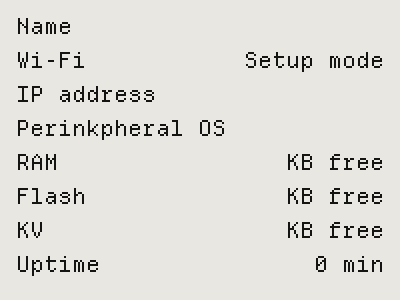 Name
Wi-Fi Setup mode
IP address
Perinkpheral OS
RAM KB free
Flash KB free
KV KB free
Uptime 0 min